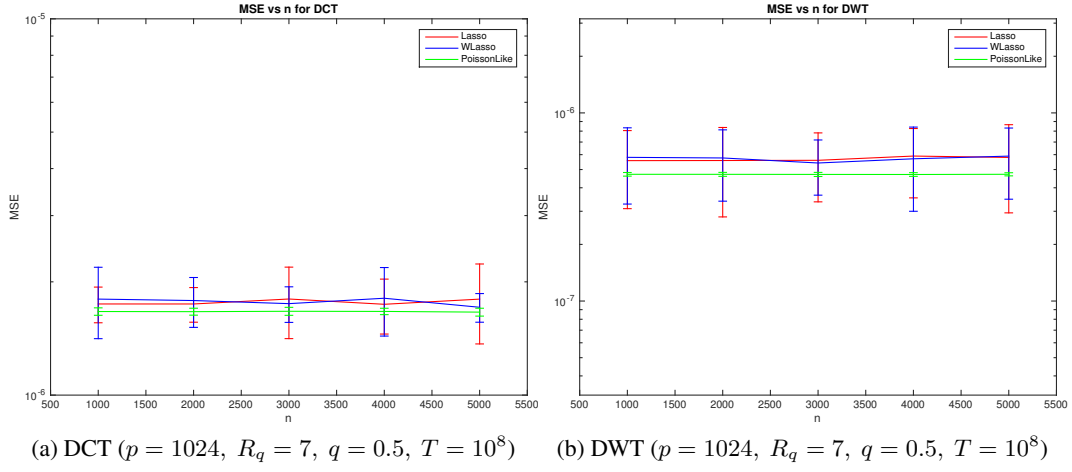 MSE vs n for DCT
10^-5
Lasso
WLasso
PoissonLike
MSE
10^-6
500 1000 1500 2000 2500 3000 3500 4000 4500 5000 5500
n
(a) DCT (p = 1024, R_q = 7, q = 0.5, T = 10^8)
MSE vs n for DWT
Lasso
WLasso
PoissonLike
10^-6
MSE
10^-7
500 1000 1500 2000 2500 3000 3500 4000 4500 5000 5500
n
(b) DWT (p = 1024, R_q = 7, q = 0.5, T = 10^8)